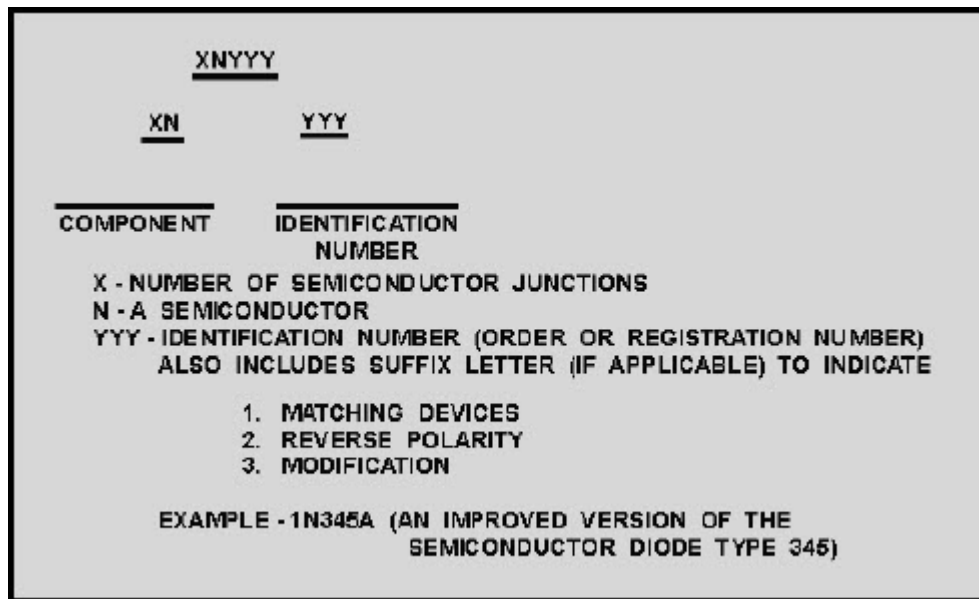 XNYYY
XN YYY
COMPONENT IDENTIFICATION
NUMBER
X - NUMBER OF SEMICONDUCTOR JUNCTIONS
N - A SEMICONDUCTOR
YYY - IDENTIFICATION NUMBER (ORDER OR REGISTRATION NUMBER)
ALSO INCLUDES SUFFIX LETTER (IF APPLICABLE) TO INDICATE
1. MATCHING DEVICES
2. REVERSE POLARITY
3. MODIFICATION
EXAMPLE - 1N345A (AN IMPROVED VERSION OF THE
SEMICONDUCTOR DIODE TYPE 345)